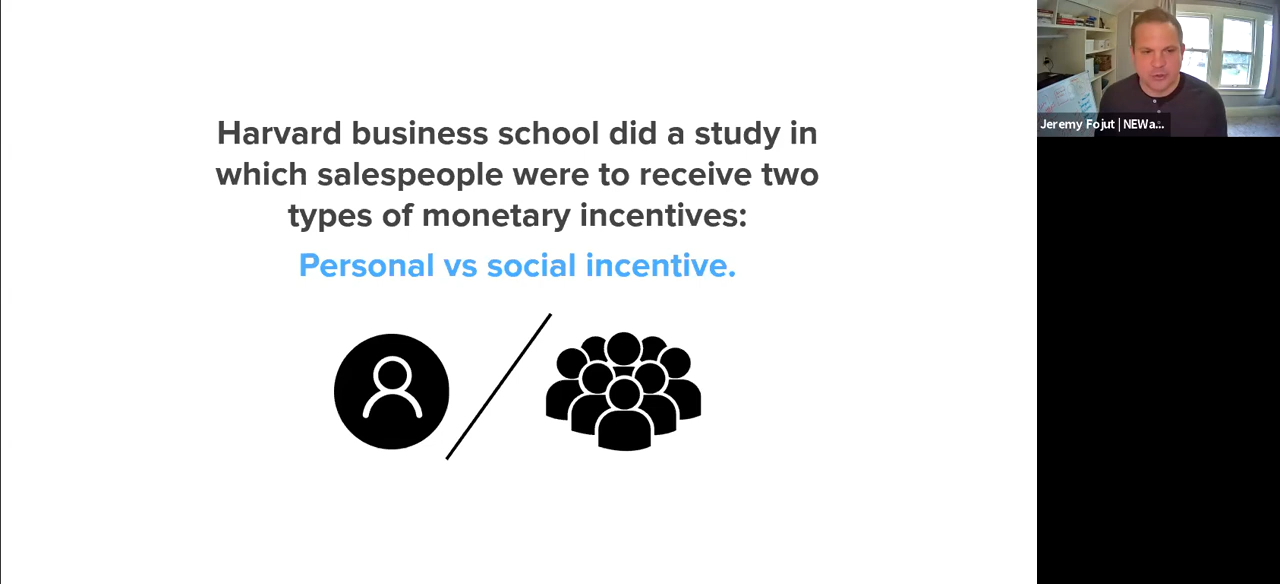 Harvard business school did a study in
which salespeople were to receive two
types of monetary incentives:
Personal vs social incentive.
Jeremy Fojut | NEWa...